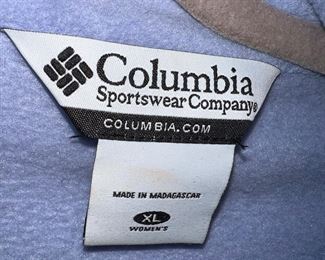 Columbia
Sportswear Company®
COLUMBIA.COM
MADE IN MADAGASCAR
XL
WOMEN'S